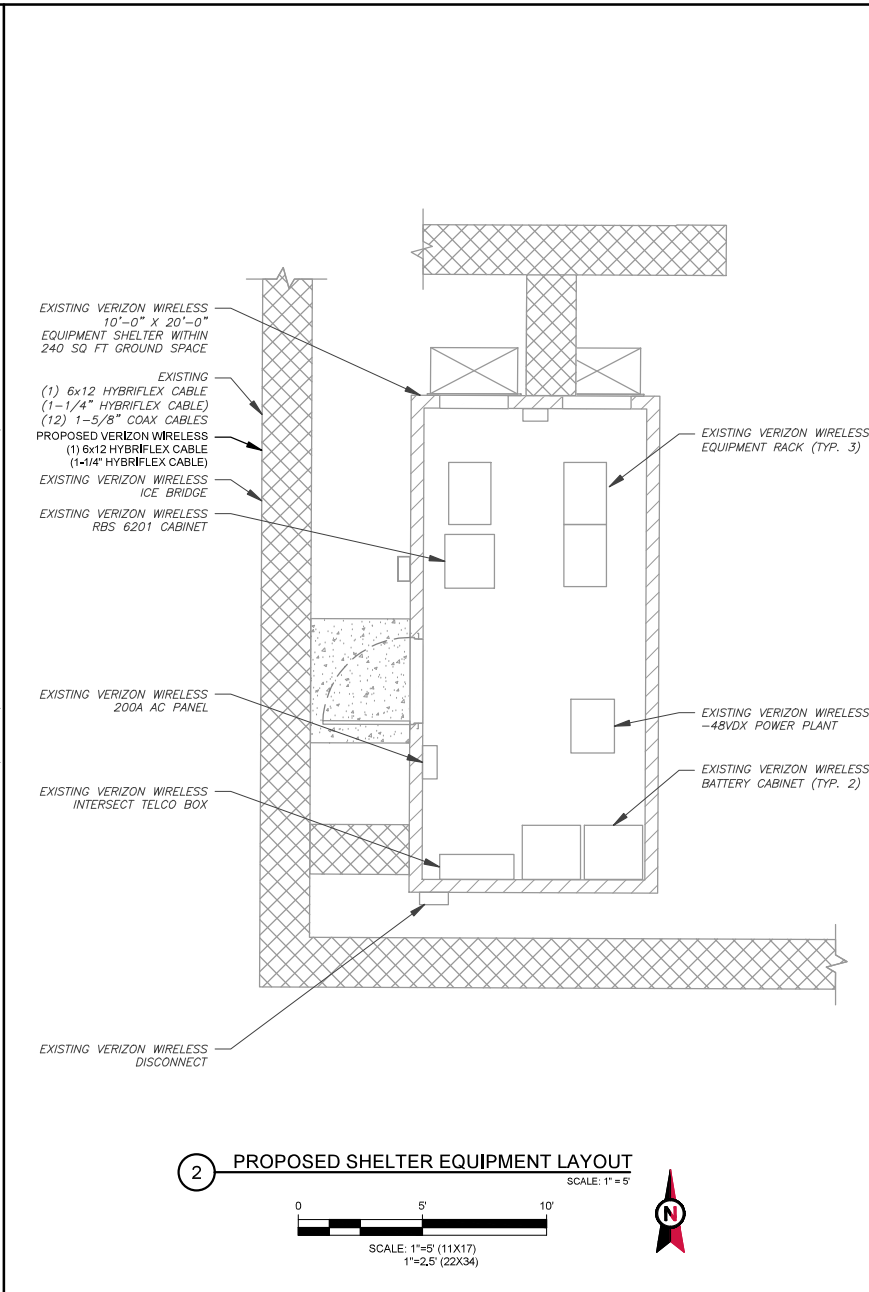 EXISTING VERIZON WIRELESS
10'-0" X 20'-0"
EQUIPMENT SHELTER WITHIN
240 SQ FT GROUND SPACE
EXISTING
(1) 6x12 HYBRIFLEX CABLE
(1-1/4" HYBRIFLEX CABLE)
(12) 1-5/8" COAX CABLES
PROPOSED VERIZON WIRELESS
(1) 6x12 HYBRIFLEX CABLE
(1-1/4" HYBRIFLEX CABLE)
EXISTING VERIZON WIRELESS
ICE BRIDGE
EXISTING VERIZON WIRELESS
RBS 6201 CABINET
EXISTING VERIZON WIRELESS
200A AC PANEL
EXISTING VERIZON WIRELESS
INTERSECT TELCO BOX
EXISTING VERIZON WIRELESS
DISCONNECT
EXISTING VERIZON WIRELESS
EQUIPMENT RACK (TYP. 3)
EXISTING VERIZON WIRELESS
-48VDX POWER PLANT
EXISTING VERIZON WIRELESS
BATTERY CABINET (TYP. 2)
2 PROPOSED SHELTER EQUIPMENT LAYOUT
SCALE: 1" = 5'
0 5' 10'
SCALE: 1"=5' (11X17)
1"=2.5' (22X34)
N